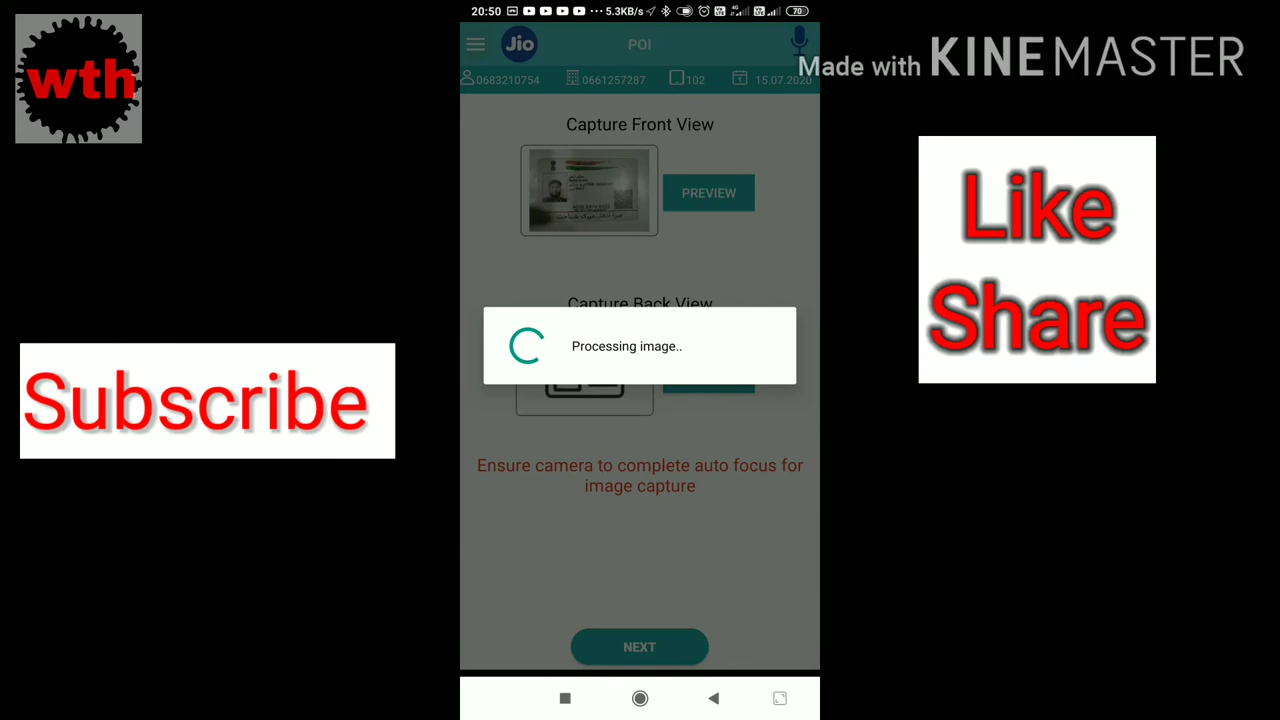 wth
20:50
5.3KB/s
70
Jio
POI
Made with KINEMASTER
0683210754
0661257287
102
15.07.2020
Capture Front View
PREVIEW
Like
Share
Capture Back View
Processing image..
Subscribe
Ensure camera to complete auto focus for
image capture
NEXT